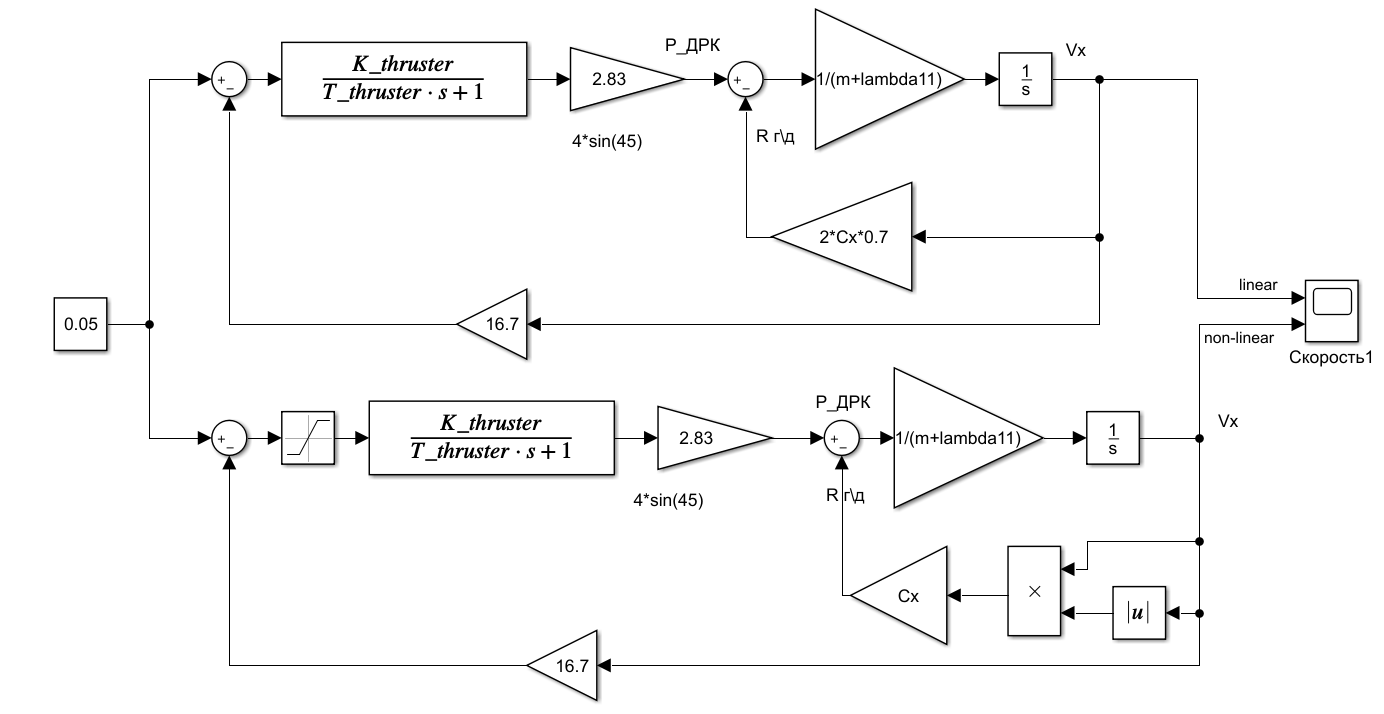 Vx
P_ДРК
K_thruster
T_thruster · s + 1
2.83
+
−
+
−
1/(m+lambda11)
1
s
4*sin(45)
R г\д
2*Cx*0.7
linear
0.05
16.7
non-linear
Скорость1
P_ДРК
Vx
K_thruster
T_thruster · s + 1
2.83
+
−
+
−
1/(m+lambda11)
1
s
4*sin(45)
R г\д
Cx
×
|u|
16.7